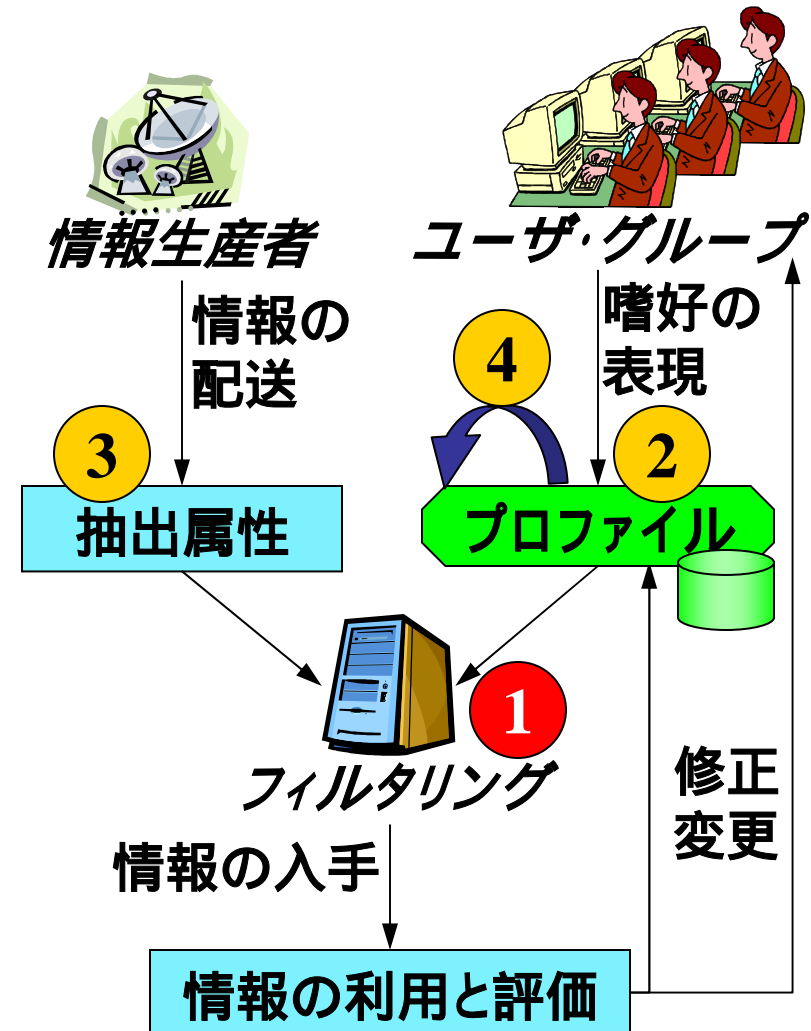 情報生産者
ユーザ・グループ
情報の
配送
嗜好の
表現
4
3
2
抽出属性
プロファイル
1
フィルタリング
修正
変更
情報の入手
情報の利用と評価